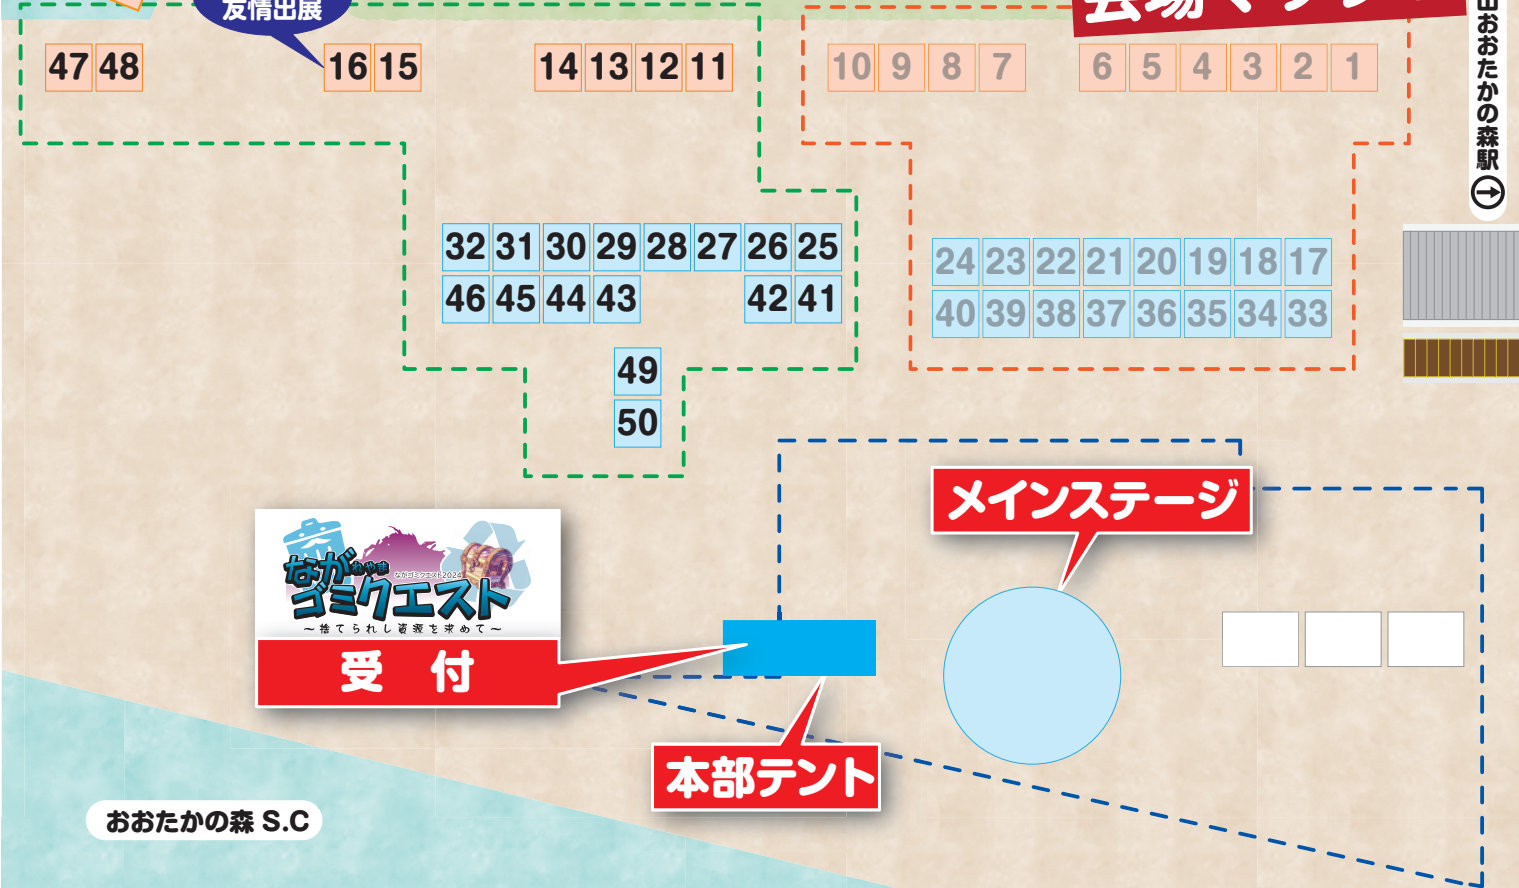 友情出展
会場マップ
山おおたかの森駅
47 48 16 15 14 13 12 11 10 9 8 7 6 5 4 3 2 1
32 31 30 29 28 27 26 25 24 23 22 21 20 19 18 17
46 45 44 43 42 41 40 39 38 37 36 35 34 33
49
50
メインステージ
ながれやま
ながゴミクエスト2024
ゴミクエスト
～捨てられし資源を求めて～
受 付
本部テント
おおたかの森 S.C